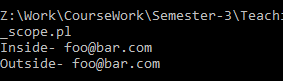 Z:\Work\CourseWork\Semester-3\Teachi
_scope.pl
Inside- foo@bar.com
Outside- foo@bar.com